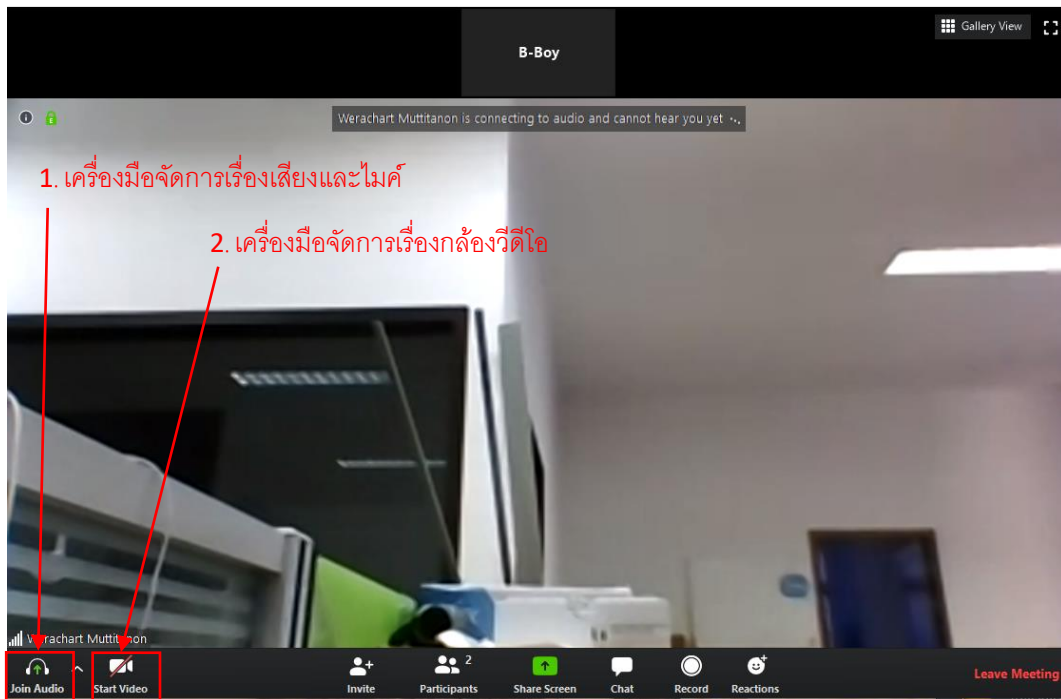 Gallery View
B-Boy
Werachart Muttitanon is connecting to audio and cannot hear you yet
1. เครื่องมือจัดการเรื่องเสียงและไมค์
2. เครื่องมือจัดการเรื่องกล้องวีดีโอ
Werachart Muttitanon
Join Audio
Start Video
Invite
Participants 2
Share Screen
Chat
Record
Reactions
Leave Meeting